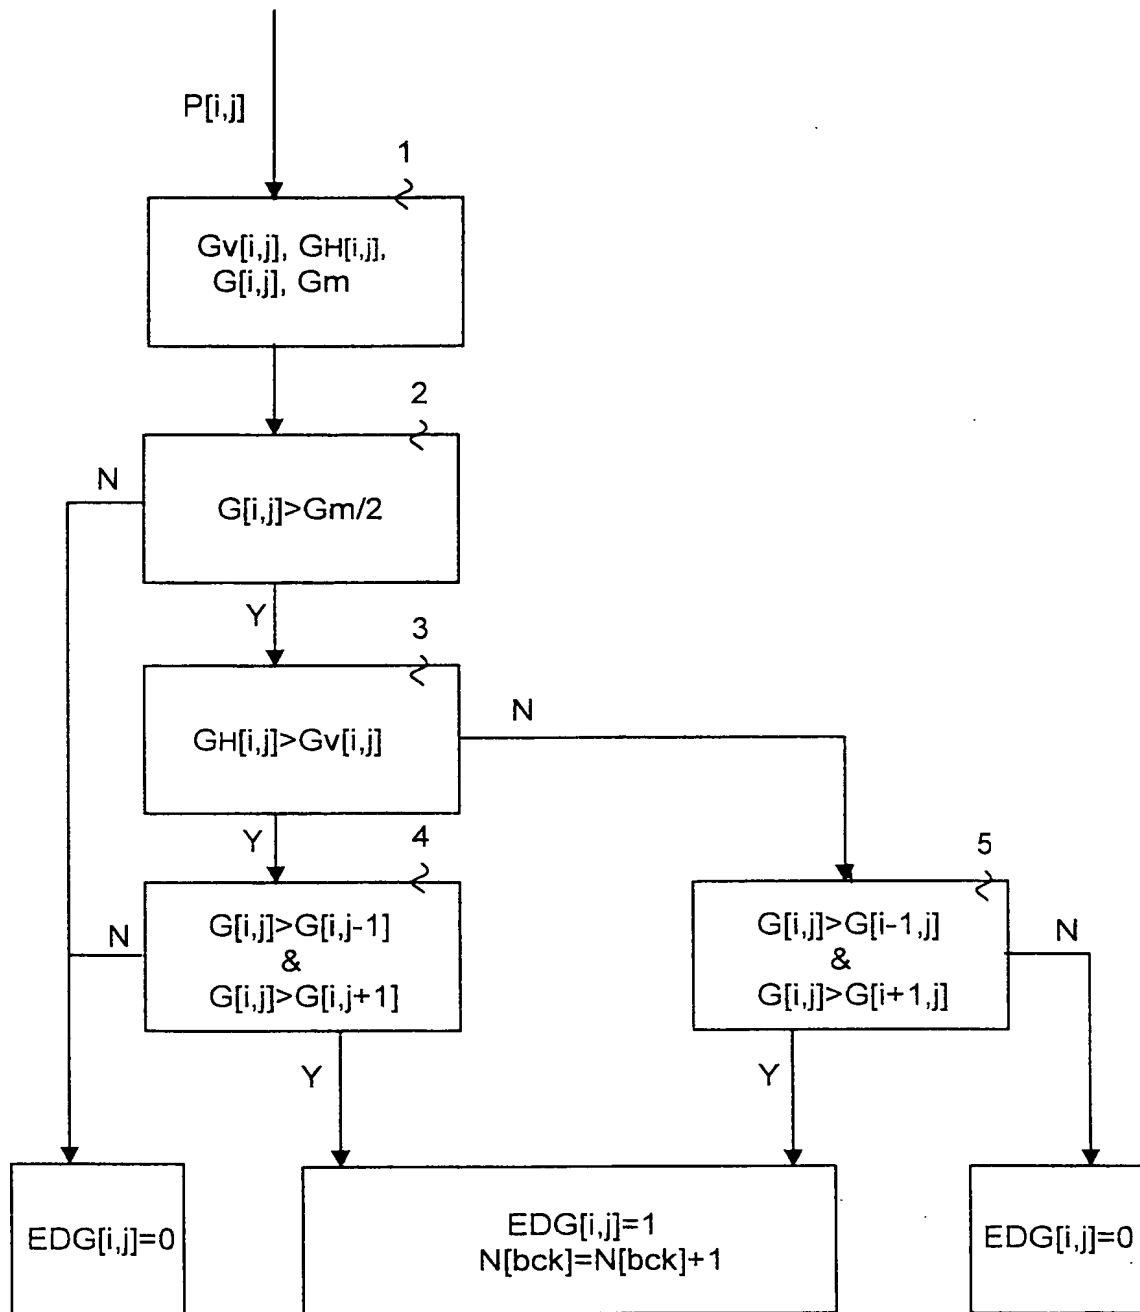 P[i,j]
1
Gv[i,j], GH[i,j],
G[i,j], Gm
2
N
G[i,j]>Gm/2
Y
3
N
GH[i,j]>Gv[i,j]
Y
4
5
N
G[i,j]>G[i,j-1]
&
G[i,j]>G[i,j+1]
G[i,j]>G[i-1,j]
&
G[i,j]>G[i+1,j]
N
Y
Y
EDG[i,j]=0
EDG[i,j]=1
N[bck]=N[bck]+1
EDG[i,j]=0